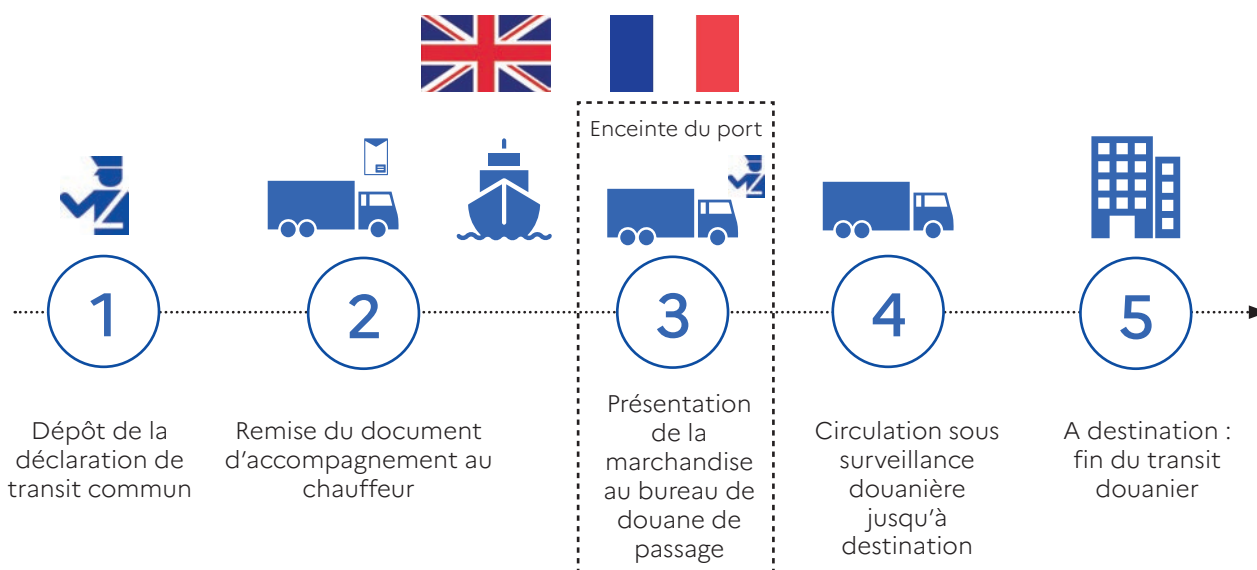 Enceinte du port
1
Dépôt de la
déclaration de
transit commun
2
Remise du document
d'accompagnement au
chauffeur
3
Présentation
de la
marchandise
au bureau de
douane de
passage
4
Circulation sous
surveillance
douanière
jusqu'à
destination
5
A destination :
fin du transit
douanier